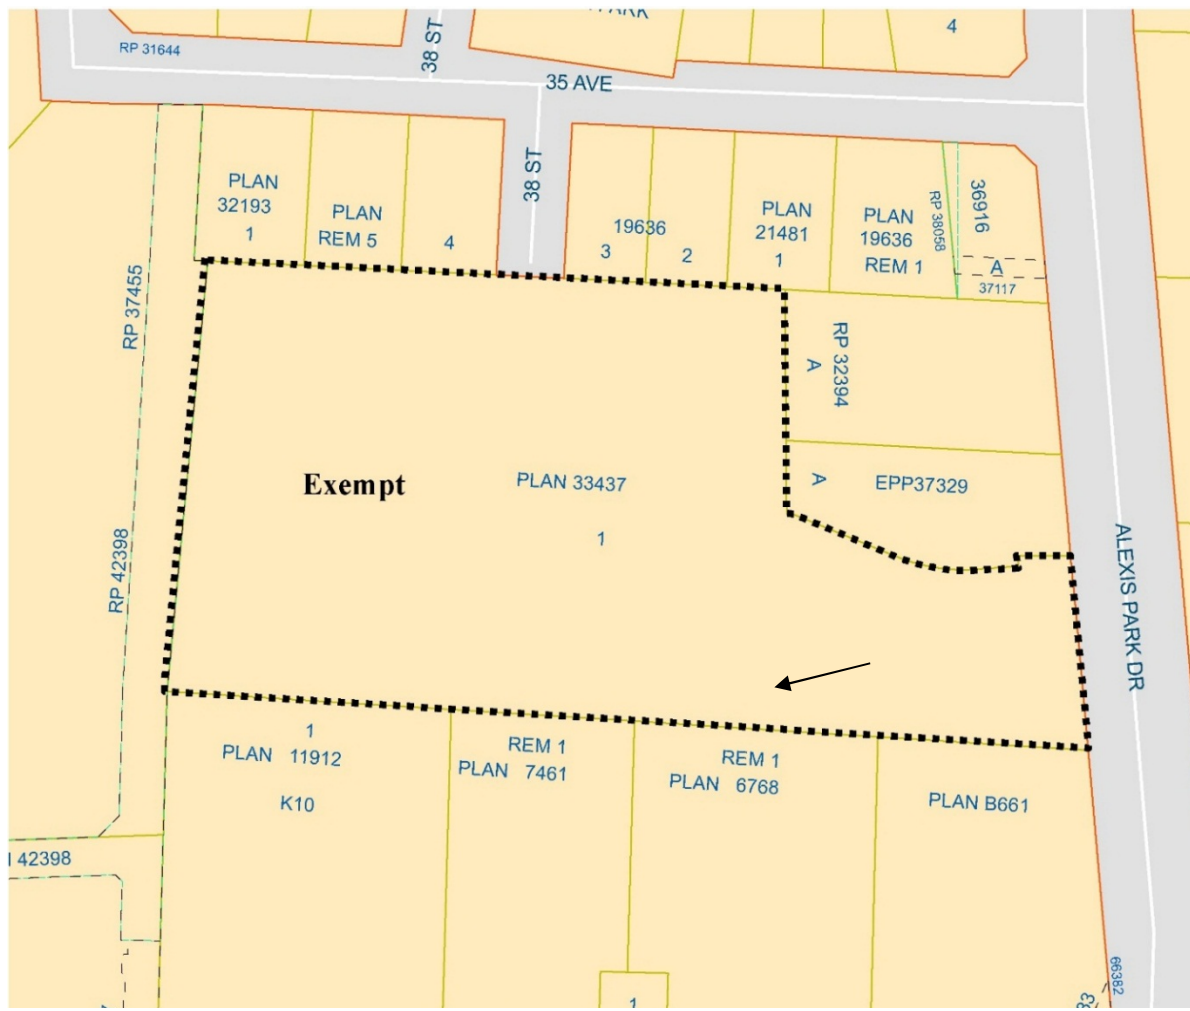 PARK
4
RP 31644
38 ST
35 AVE
38 ST
PLAN
32193
1
PLAN
REM 5
4
19636
3
2
PLAN
21481
1
PLAN
19636
REM 1
RP 38058
36916
A
37117
RP 37455
RP 32394
A
Exempt
PLAN 33437
1
A
EPP37329
RP 42398
ALEXIS PARK DR
1
PLAN 11912
K10
REM 1
PLAN 7461
REM 1
PLAN 6768
PLAN B661
42398
66382
1